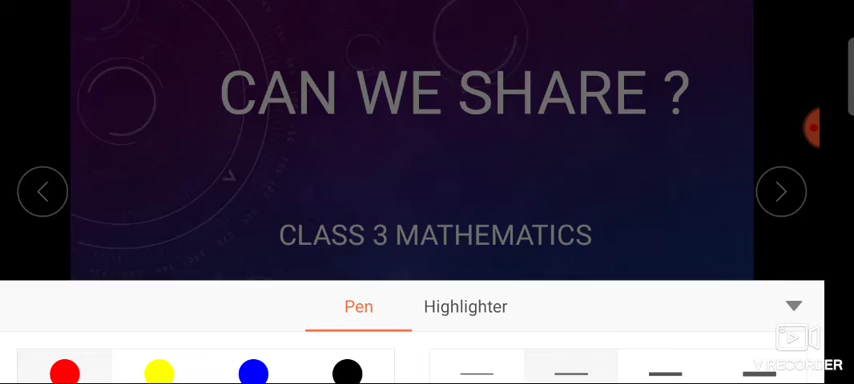 CAN WE SHARE ?
CLASS 3 MATHEMATICS
Pen
Highlighter
V RECORDER